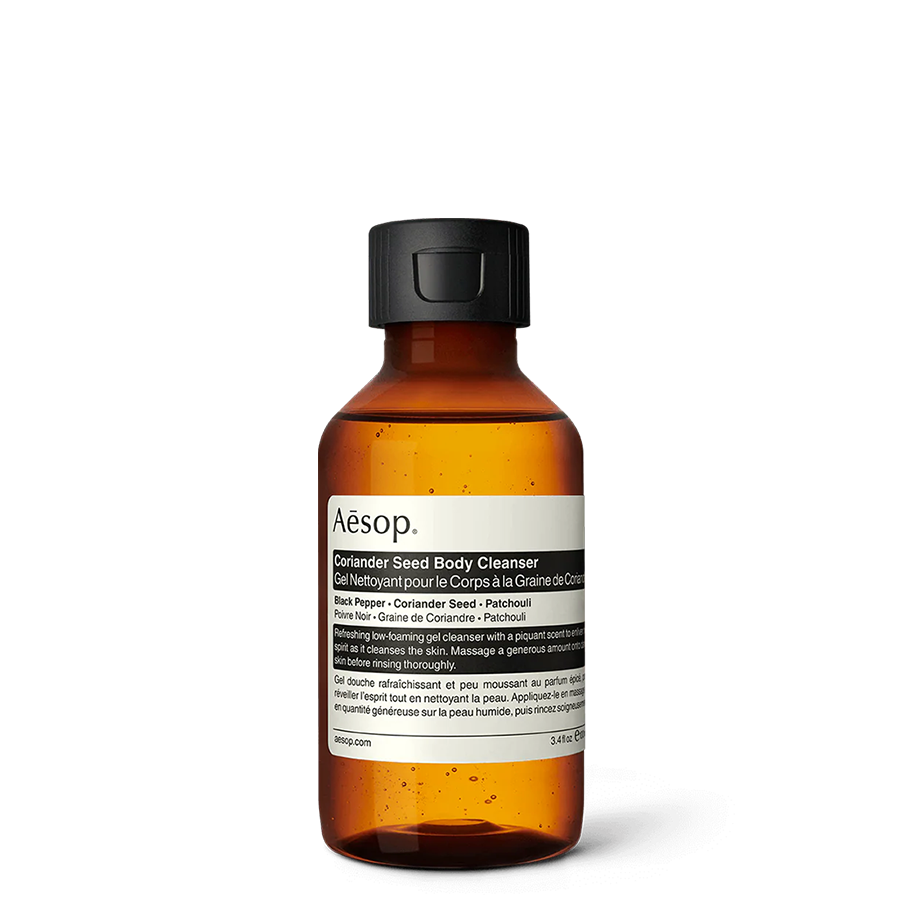 Aēsop®
Coriander Seed Body Cleanser
Gel Nettoyant pour le Corps à la Graine de
Black Pepper • Coriander Seed • Patchouli
Poivre Noir • Graine de Coriandre • Patchouli
Refreshing low-foaming gel cleanser with a piquant scent to
spirit as it cleanses the skin. Massage a generous amount onto
skin before rinsing thoroughly.
Gel douche rafraîchissant et peu moussant au parfum épicé,
réveiller l'esprit tout en nettoyant la peau. Appliquez-le en
en quantité généreuse sur la peau humide, puis rincez
aesop.com
3.4 fl oz ℮